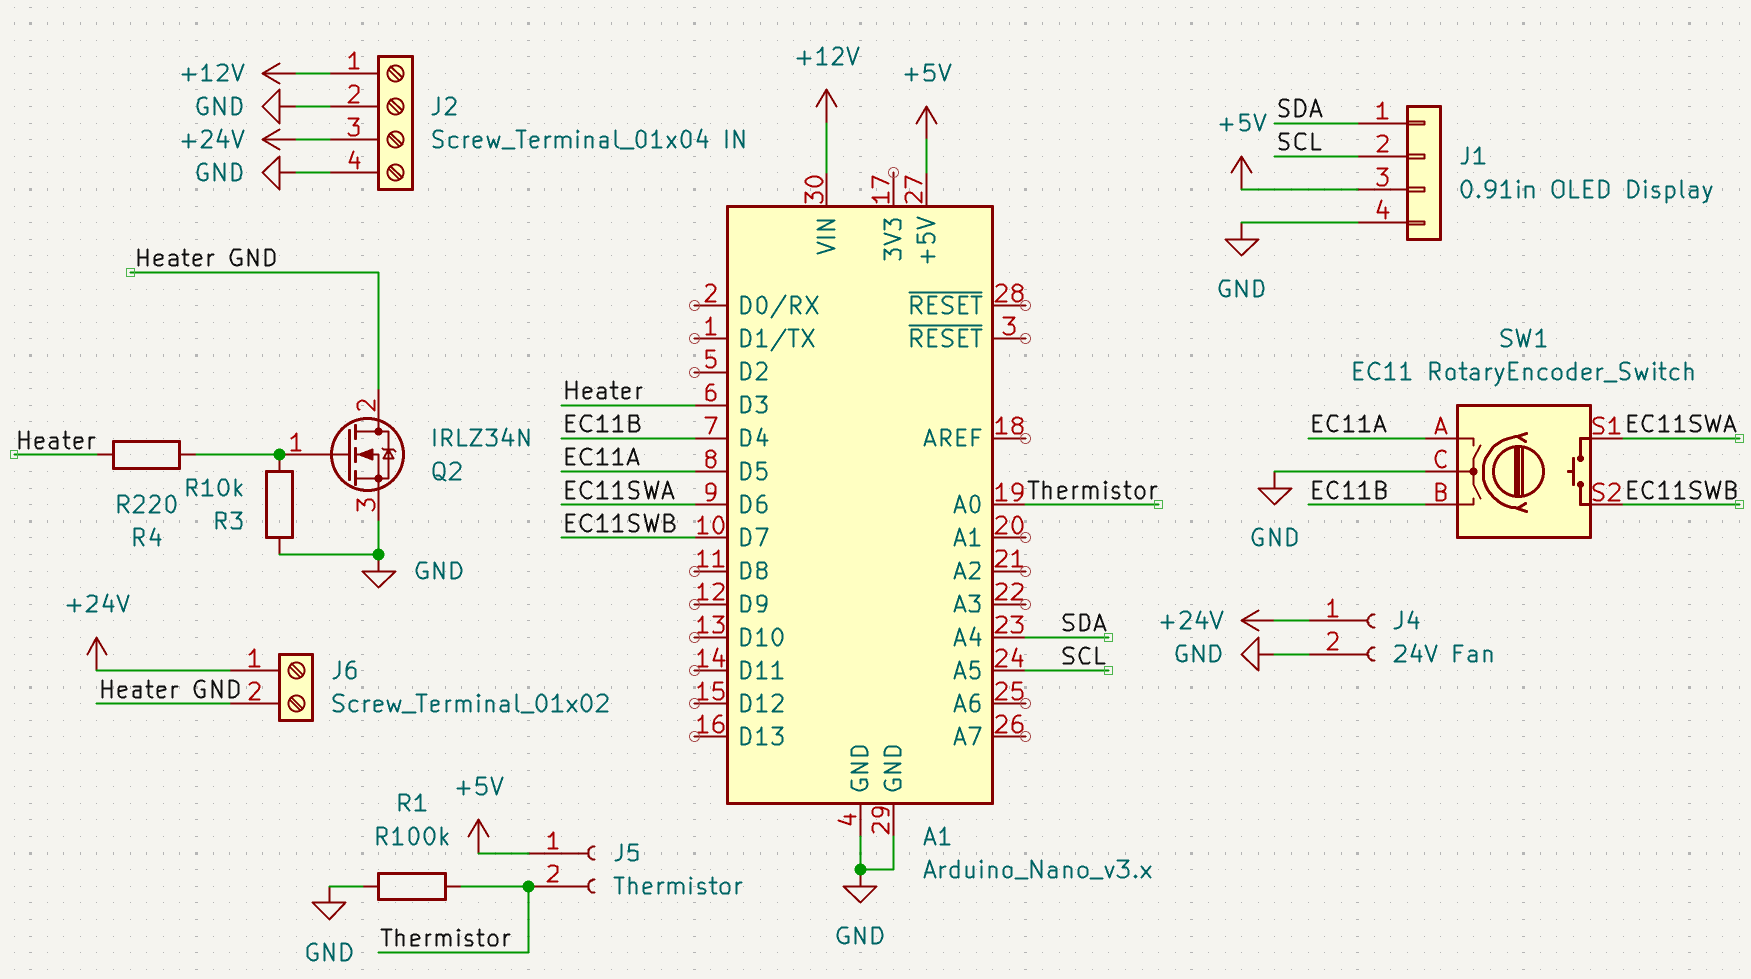 +12V 1
GND 2
+24V 3
GND 4
J2
Screw_Terminal_01x04 IN
Heater GND
Heater
R220
R4
R10k
R3
1
2
3
IRLZ34N
Q2
GND
+24V
1
Heater GND 2
J6
Screw_Terminal_01x02
R1
R100k
+5V
1
2
J5
Thermistor
GND
Thermistor
+12V
+5V
30
17
27
VIN
3V3
+5V
2 D0/RX
1 D1/TX
5 D2
Heater 6 D3
EC11B 7 D4
EC11A 8 D5
EC11SWA 9 D6
EC11SWB 10 D7
11 D8
12 D9
13 D10
14 D11
15 D12
16 D13
RESET 28
RESET 3
AREF 18
A0 19 Thermistor
A1 20
A2 21
A3 22
A4 23 SDA
A5 24 SCL
A6 25
A7 26
GND
GND
4
29
A1
Arduino_Nano_v3.x
GND
SDA 1
+5V
SCL 2
3
4
J1
0.91in OLED Display
GND
SW1
EC11 RotaryEncoder_Switch
EC11A A
C
EC11B B
S1 EC11SWA
S2 EC11SWB
GND
+24V 1
GND 2
J4
24V Fan